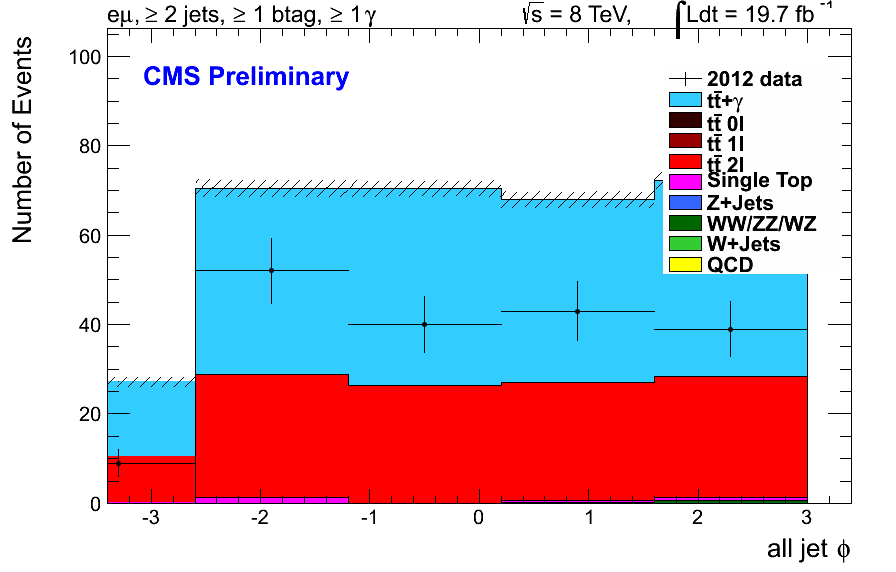 eμ, ≥ 2 jets, ≥ 1 btag, ≥ 1 γ
√s = 8 TeV, ∫Ldt = 19.7 fb⁻¹
Number of Events
CMS Preliminary
100
80
60
40
20
0
2012 data
tt̄+γ
tt̄ 0l
tt̄ 1l
tt̄ 2l
Single Top
Z+Jets
WW/ZZ/WZ
W+Jets
QCD
-3 -2 -1 0 1 2 3
all jet ϕ